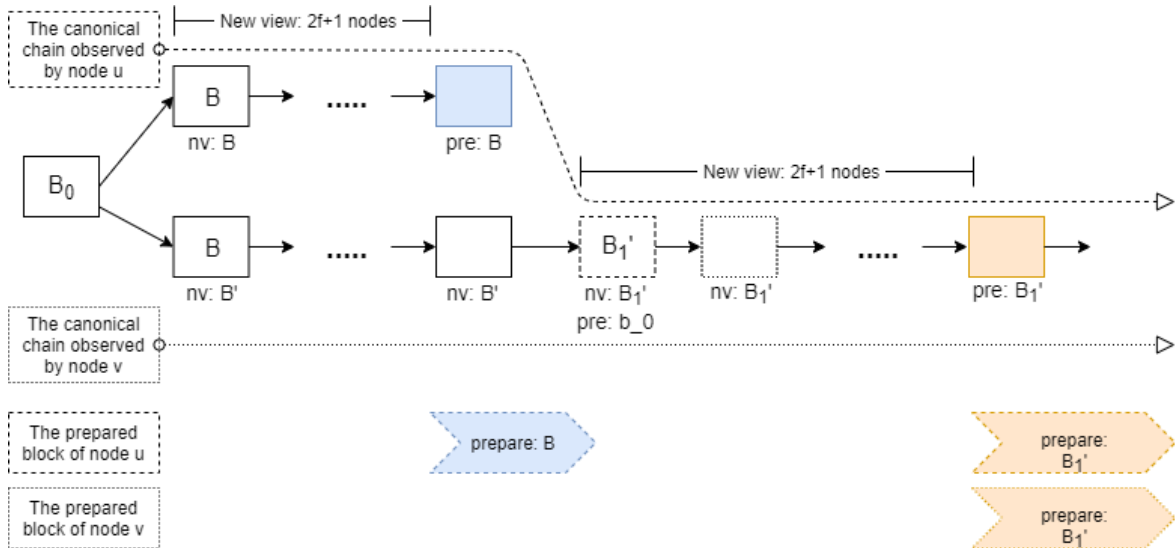 The canonical
chain observed
by node u
New view: 2f+1 nodes
B
.....
nv: B
pre: B
B0
New view: 2f+1 nodes
B
.....
B1'
.....
nv: B'
nv: B'
nv: B1'
nv: B1'
pre: B1'
pre: b_0
The canonical
chain observed
by node v
The prepared
block of node u
prepare: B
prepare:
B1'
The prepared
block of node v
prepare:
B1'